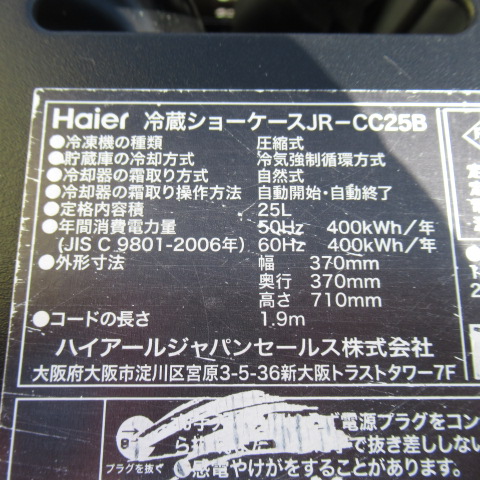 Haier 冷蔵ショーケースJR-CC25B
●冷凍機の種類 圧縮式
●貯蔵庫の冷却方式 冷気強制循環方式
●冷却器の霜取り方式 自然式
●冷却器の霜取り操作方法 自動開始・自動終了
●定格内容積 25L
●年間消費電力量 50Hz 400kWh/年
(JIS C 9801-2006年) 60Hz 400kWh/年
●外形寸法 幅 370mm
奥行 370mm
高さ 710mm
●コードの長さ 1.9m
ハイアールジャパンセールス株式会社
大阪府大阪市淀川区宮原3-5-36新大阪トラストタワー7F
ず電源プラグをコン
で抜き差ししない
プラグを抜く ●感電やけがをすることがあります。